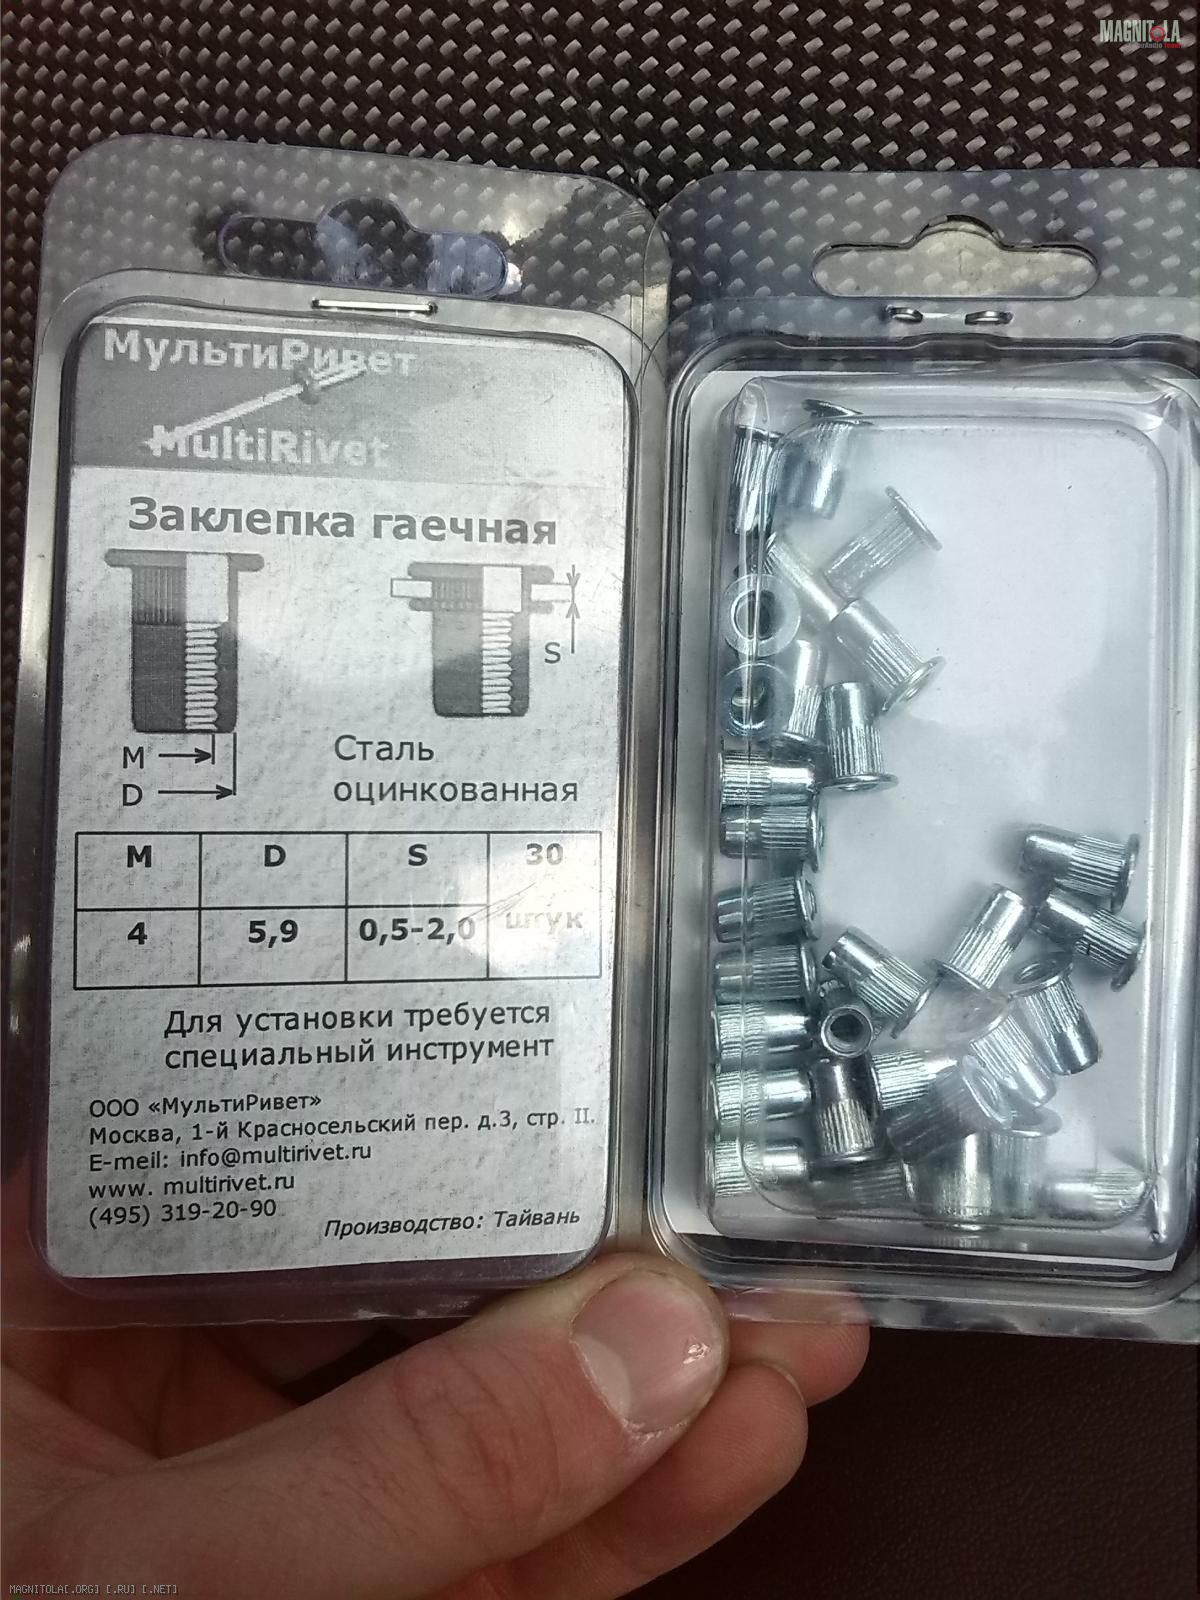 MAGNITOLA
МультиРивет
MultiRivet
Заклепка гаечная
S
M
D
Сталь
оцинкованная
M D S 30
4 5,9 0,5-2,0 штук
Для установки требуется
специальный инструмент
ООО «МультиРивет»
Москва, 1-й Красносельский пер. д.3, стр. II.
E-meil: info@multirivet.ru
www. multirivet.ru
(495) 319-20-90
Производство: Тайвань
MAGNITOLA[.ORG] [.RU] [.NET]